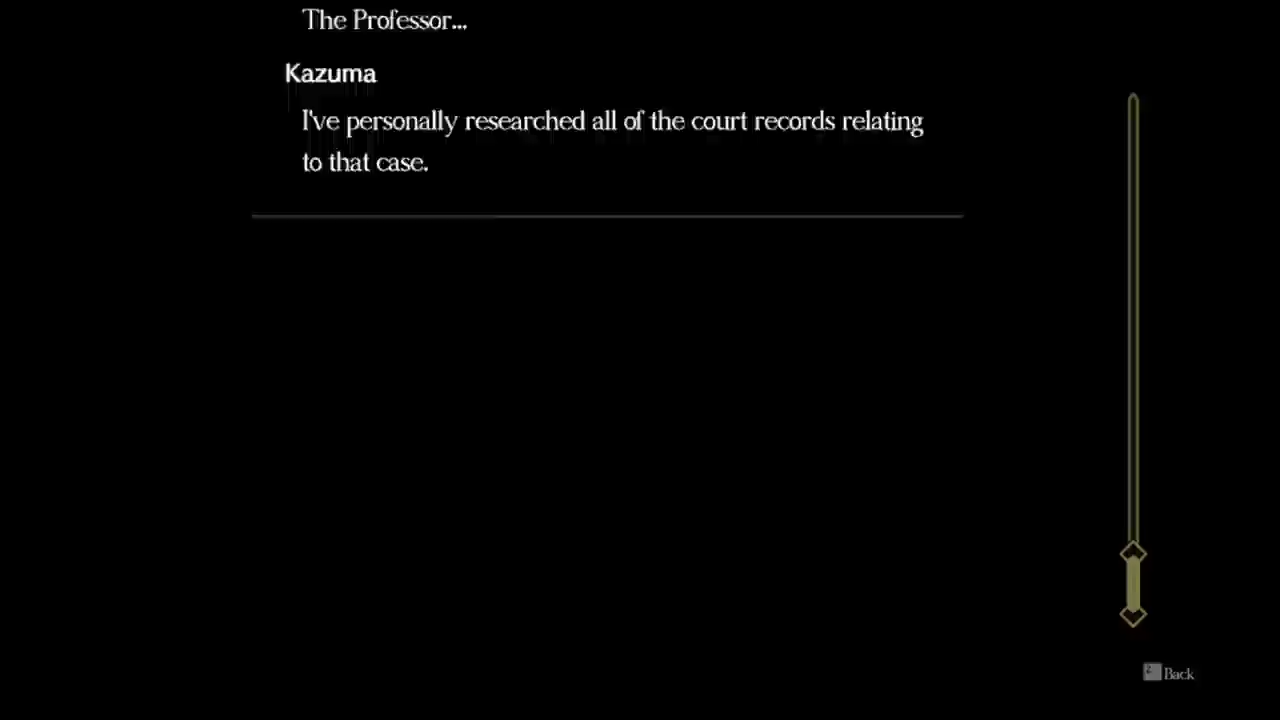 The Professor...
Kazuma
I've personally researched all of the court records relating
to that case.
Back